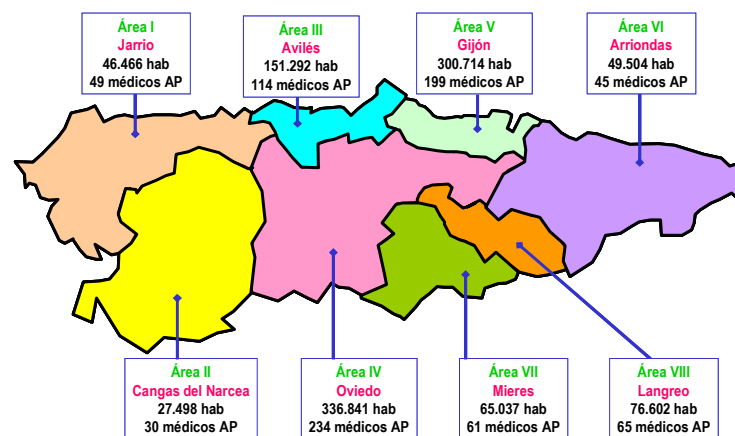 Área I
Jarrio
46.466 hab
49 médicos AP
Área III
Avilés
151.292 hab
114 médicos AP
Área V
Gijón
300.714 hab
199 médicos AP
Área VI
Arriondas
49.504 hab
45 médicos AP
Área II
Cangas del Narcea
27.498 hab
30 médicos AP
Área IV
Oviedo
336.841 hab
234 médicos AP
Área VII
Mieres
65.037 hab
61 médicos AP
Área VIII
Langreo
76.602 hab
65 médicos AP